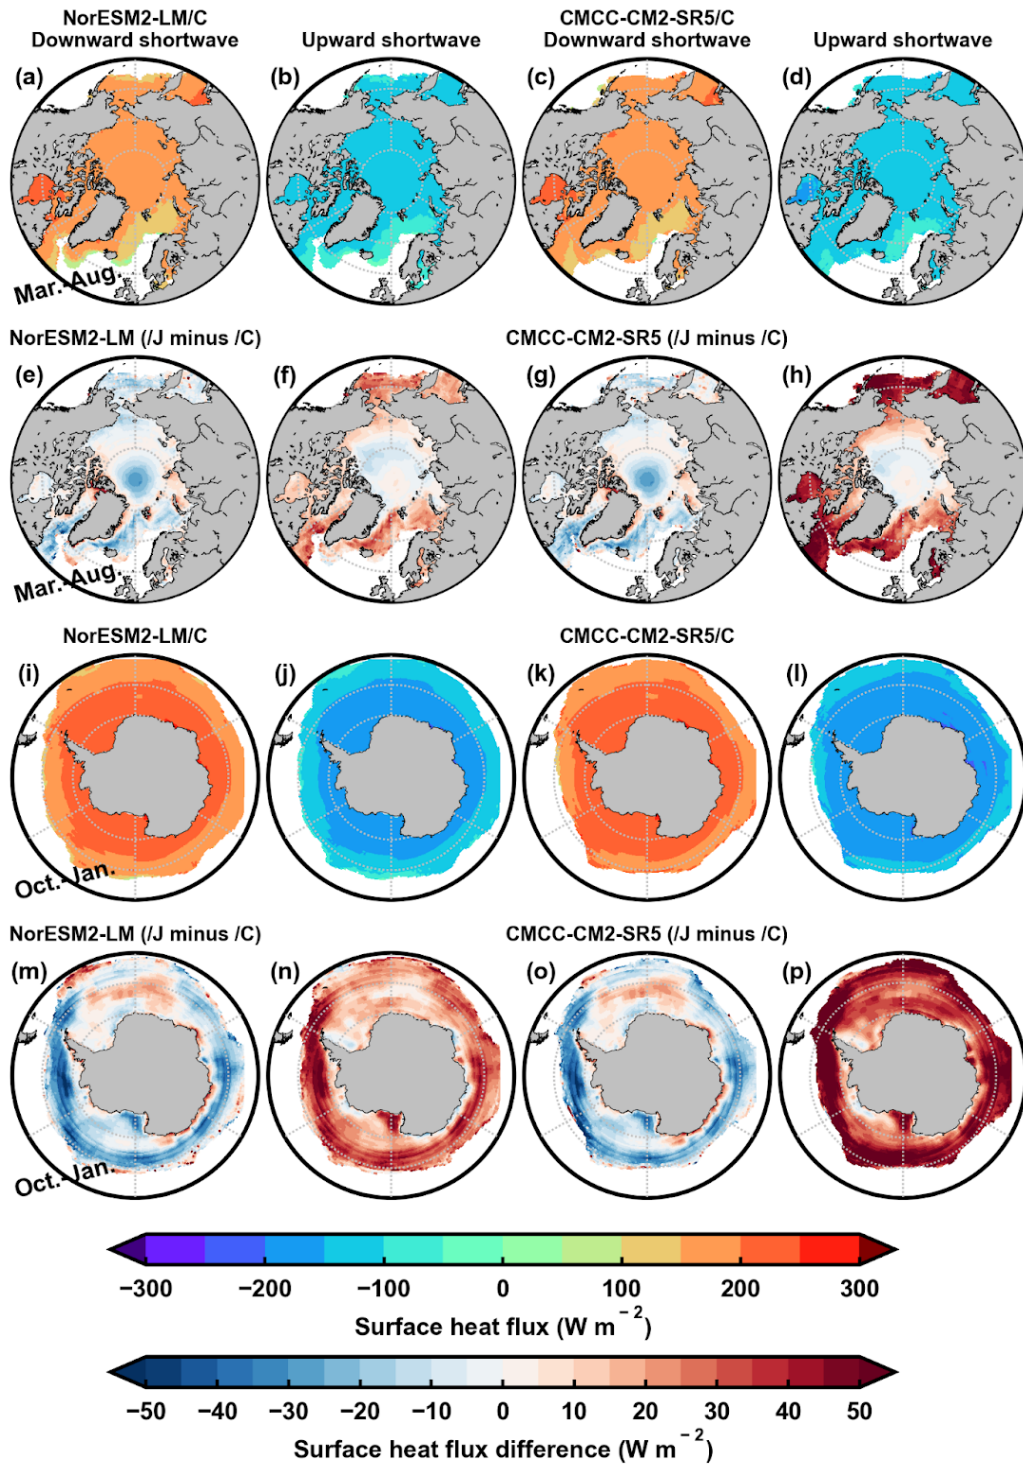 NorESM2-LM/C
Downward shortwave
Upward shortwave
CMCC-CM2-SR5/C
Downward shortwave
Upward shortwave
(a)
(b)
(c)
(d)
Mar.-Aug.
NorESM2-LM (/J minus /C)
CMCC-CM2-SR5 (/J minus /C)
(e)
(f)
(g)
(h)
Mar.-Aug.
NorESM2-LM/C
CMCC-CM2-SR5/C
(i)
(j)
(k)
(l)
Oct.-Jan.
NorESM2-LM (/J minus /C)
CMCC-CM2-SR5 (/J minus /C)
(m)
(n)
(o)
(p)
Oct.-Jan.
−300 −200 −100 0 100 200 300
Surface heat flux (W m⁻²)
−50 −40 −30 −20 −10 0 10 20 30 40 50
Surface heat flux difference (W m⁻²)